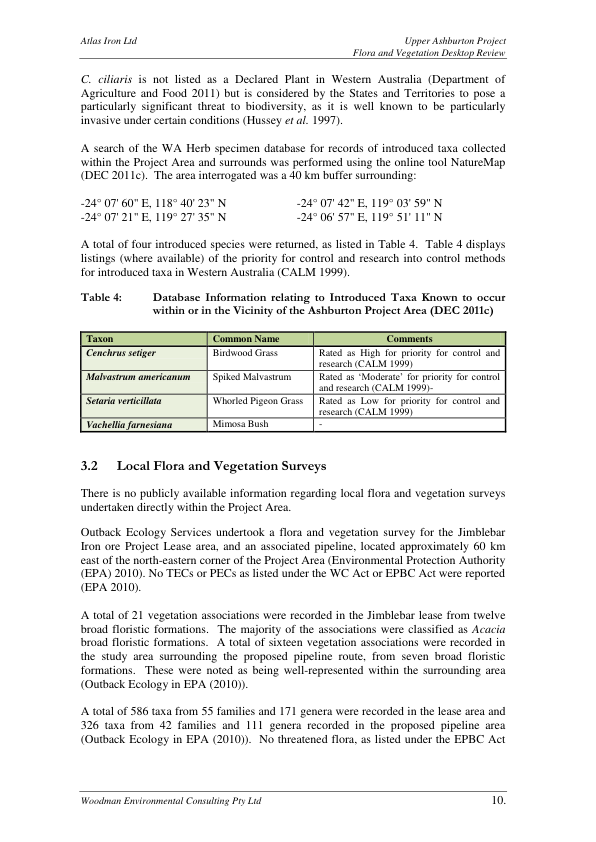 Atlas Iron Ltd
Upper Ashburton Project
Flora and Vegetation Desktop Review
C. ciliaris is not listed as a Declared Plant in Western Australia (Department of
Agriculture and Food 2011) but is considered by the States and Territories to pose a
particularly significant threat to biodiversity, as it is well known to be particularly
invasive under certain conditions (Hussey et al. 1997).
A search of the WA Herb specimen database for records of introduced taxa collected
within the Project Area and surrounds was performed using the online tool NatureMap
(DEC 2011c). The area interrogated was a 40 km buffer surrounding:
-24° 07' 60" E, 118° 40' 23" N -24° 07' 42" E, 119° 03' 59" N
-24° 07' 21" E, 119° 27' 35" N -24° 06' 57" E, 119° 51' 11" N
A total of four introduced species were returned, as listed in Table 4. Table 4 displays
listings (where available) of the priority for control and research into control methods
for introduced taxa in Western Australia (CALM 1999).
Table 4: Database Information relating to Introduced Taxa Known to occur
within or in the Vicinity of the Ashburton Project Area (DEC 2011c)
Taxon Common Name Comments
Cenchrus setiger Birdwood Grass Rated as High for priority for control and
research (CALM 1999)
Malvastrum americanum Spiked Malvastrum Rated as ‘Moderate’ for priority for control
and research (CALM 1999)-
Setaria verticillata Whorled Pigeon Grass Rated as Low for priority for control and
research (CALM 1999)
Vachellia farnesiana Mimosa Bush -
3.2 Local Flora and Vegetation Surveys
There is no publicly available information regarding local flora and vegetation surveys
undertaken directly within the Project Area.
Outback Ecology Services undertook a flora and vegetation survey for the Jimblebar
Iron ore Project Lease area, and an associated pipeline, located approximately 60 km
east of the north-eastern corner of the Project Area (Environmental Protection Authority
(EPA) 2010). No TECs or PECs as listed under the WC Act or EPBC Act were reported
(EPA 2010).
A total of 21 vegetation associations were recorded in the Jimblebar lease from twelve
broad floristic formations. The majority of the associations were classified as Acacia
broad floristic formations. A total of sixteen vegetation associations were recorded in
the study area surrounding the proposed pipeline route, from seven broad floristic
formations. These were noted as being well-represented within the surrounding area
(Outback Ecology in EPA (2010)).
A total of 586 taxa from 55 families and 171 genera were recorded in the lease area and
326 taxa from 42 families and 111 genera recorded in the proposed pipeline area
(Outback Ecology in EPA (2010)). No threatened flora, as listed under the EPBC Act
Woodman Environmental Consulting Pty Ltd
10.